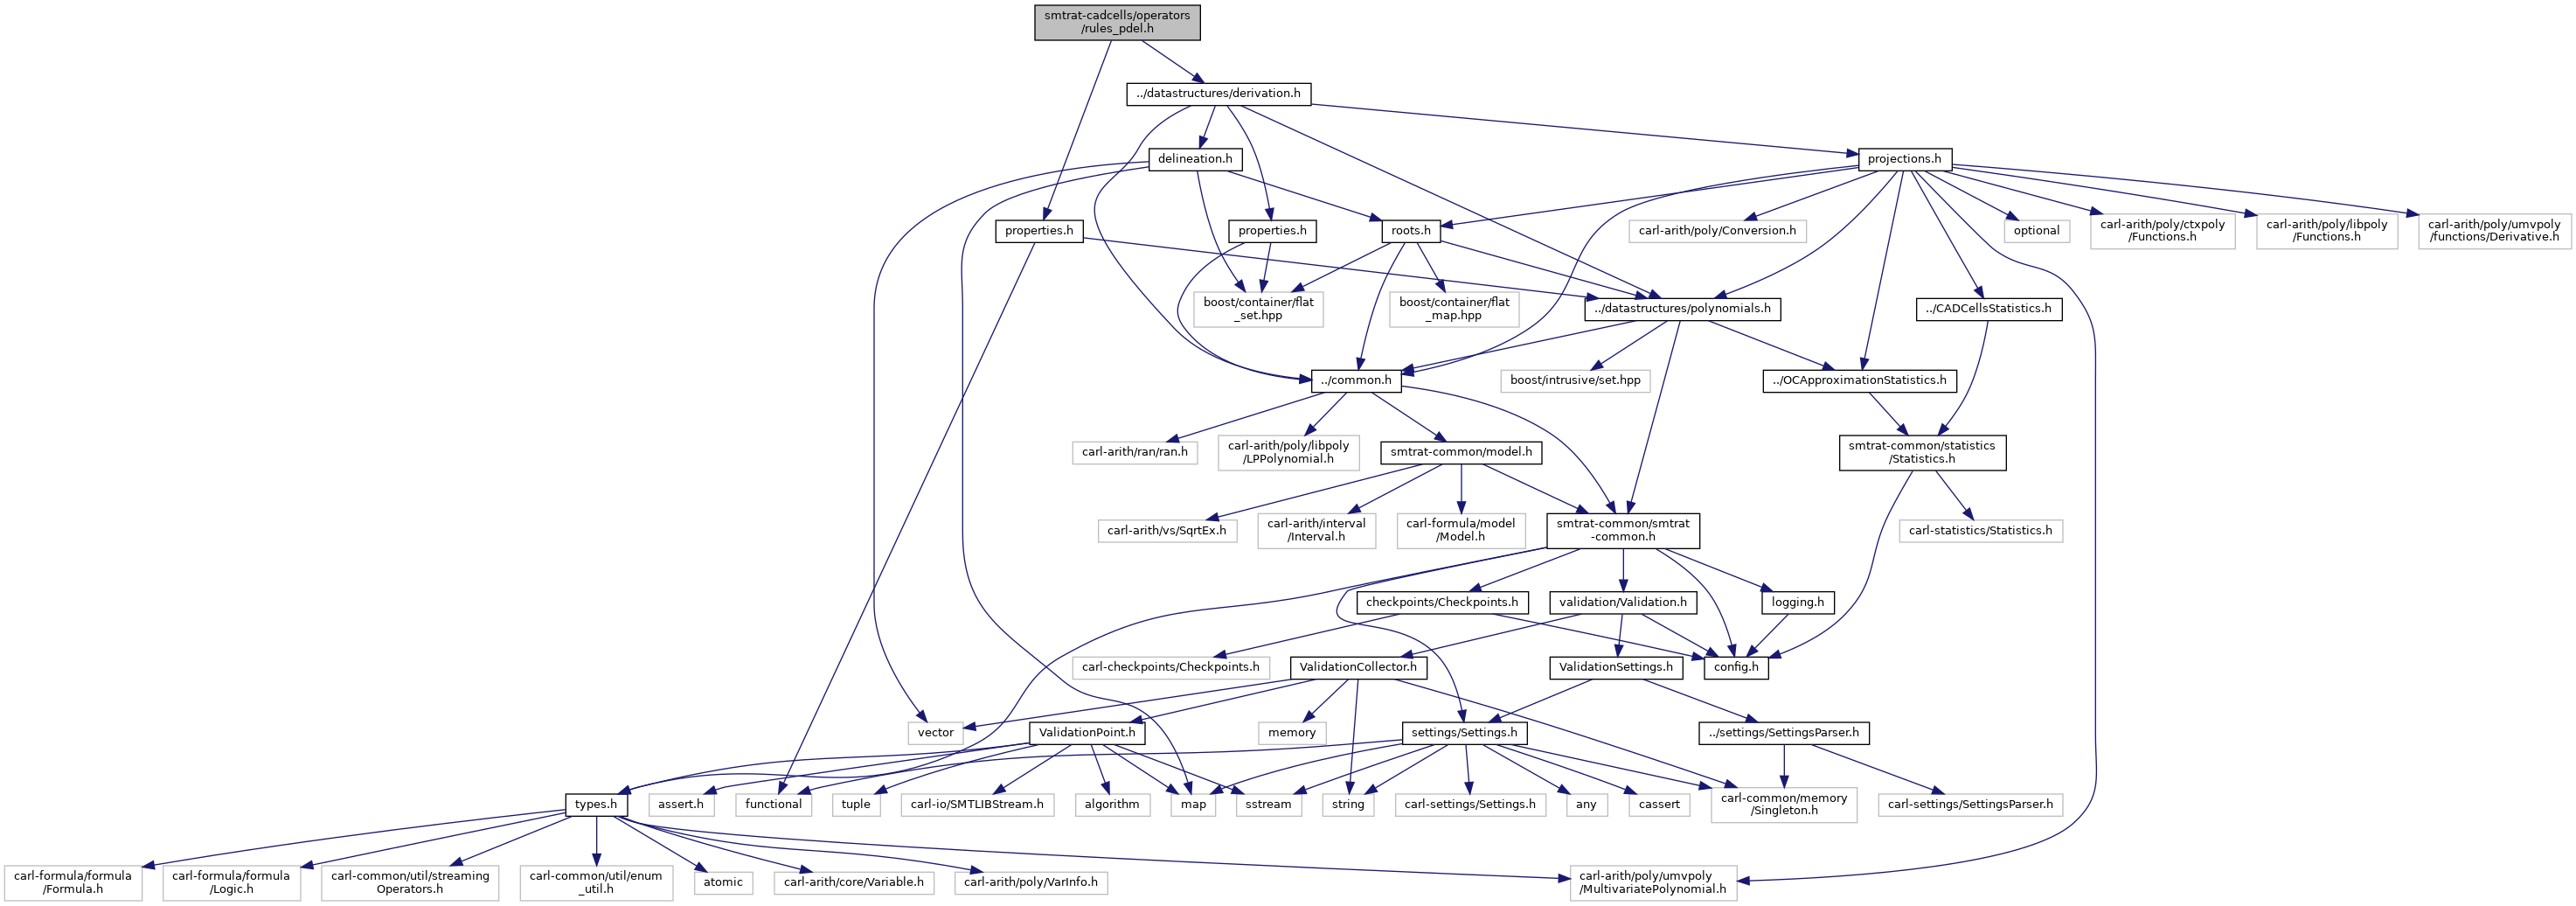 smtrat-cadcells/operators
/rules_pdel.h
../datastructures/derivation.h
delineation.h
projections.h
properties.h
properties.h
roots.h
carl-arith/poly/Conversion.h
optional
carl-arith/poly/ctxpoly
/Functions.h
carl-arith/poly/libpoly
/Functions.h
carl-arith/poly/umvpoly
/functions/Derivative.h
boost/container/flat
_set.hpp
boost/container/flat
_map.hpp
../datastructures/polynomials.h
../CADCellsStatistics.h
../common.h
boost/intrusive/set.hpp
../OCApproximationStatistics.h
carl-arith/ran/ran.h
carl-arith/poly/libpoly
/LPPolynomial.h
smtrat-common/model.h
smtrat-common/statistics
/Statistics.h
carl-arith/vs/SqrtEx.h
carl-arith/interval
/Interval.h
carl-formula/model
/Model.h
smtrat-common/smtrat
-common.h
carl-statistics/Statistics.h
checkpoints/Checkpoints.h
validation/Validation.h
logging.h
carl-checkpoints/Checkpoints.h
ValidationCollector.h
ValidationSettings.h
config.h
vector
ValidationPoint.h
memory
settings/Settings.h
../settings/SettingsParser.h
types.h
assert.h
functional
tuple
carl-io/SMTLIBStream.h
algorithm
map
sstream
string
carl-settings/Settings.h
any
cassert
carl-common/memory
/Singleton.h
carl-settings/SettingsParser.h
carl-formula/formula
/Formula.h
carl-formula/formula
/Logic.h
carl-common/util/streaming
Operators.h
carl-common/util/enum
_util.h
atomic
carl-arith/core/Variable.h
carl-arith/poly/VarInfo.h
carl-arith/poly/umvpoly
/MultivariatePolynomial.h